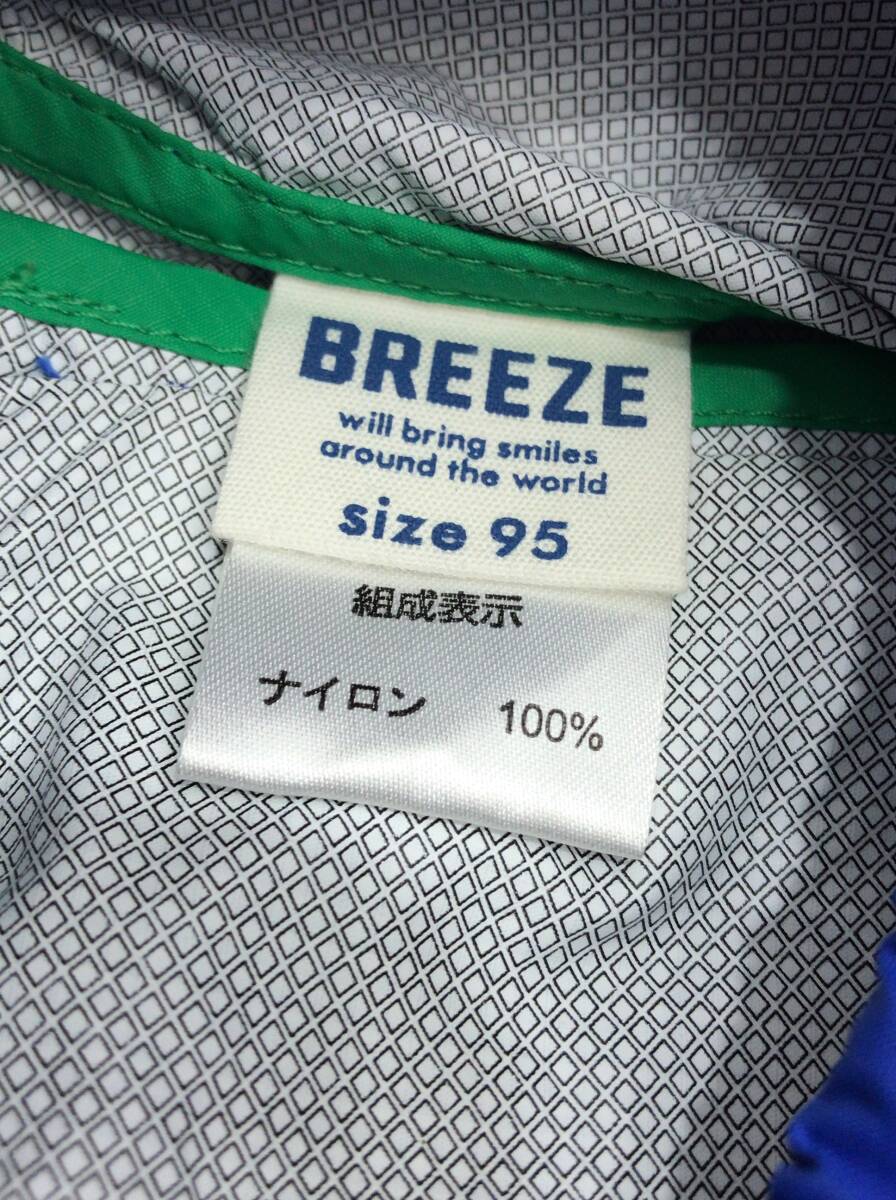 BREEZE
will bring smiles
around the world
size 95
組成表示
ナイロン 100%